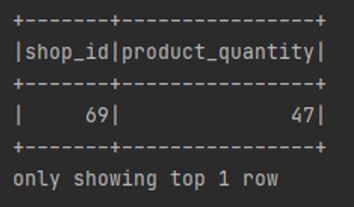 +-------+----------------+
|shop_id|product_quantity|
+-------+----------------+
|     69|              47|
+-------+----------------+
only showing top 1 row